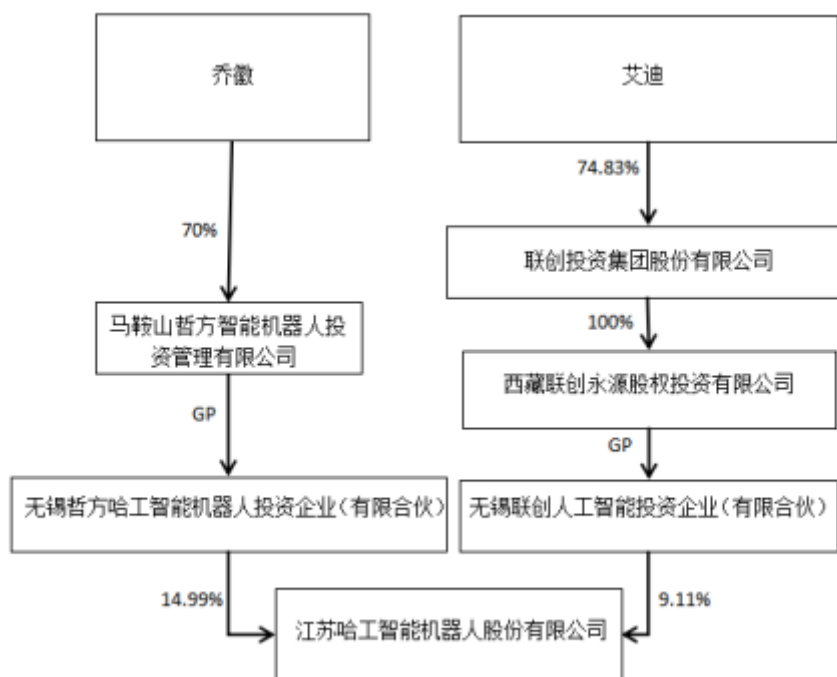 乔徽
艾迪
74.83%
70%
联创投资集团股份有限公司
100%
马鞍山哲方智能机器人投
资管理有限公司
西藏联创永源股权投资有限公司
GP
GP
无锡哲方哈工智能机器人投资企业（有限合伙）
无锡联创人工智能投资企业（有限合伙）
14.99%
9.11%
江苏哈工智能机器人股份有限公司